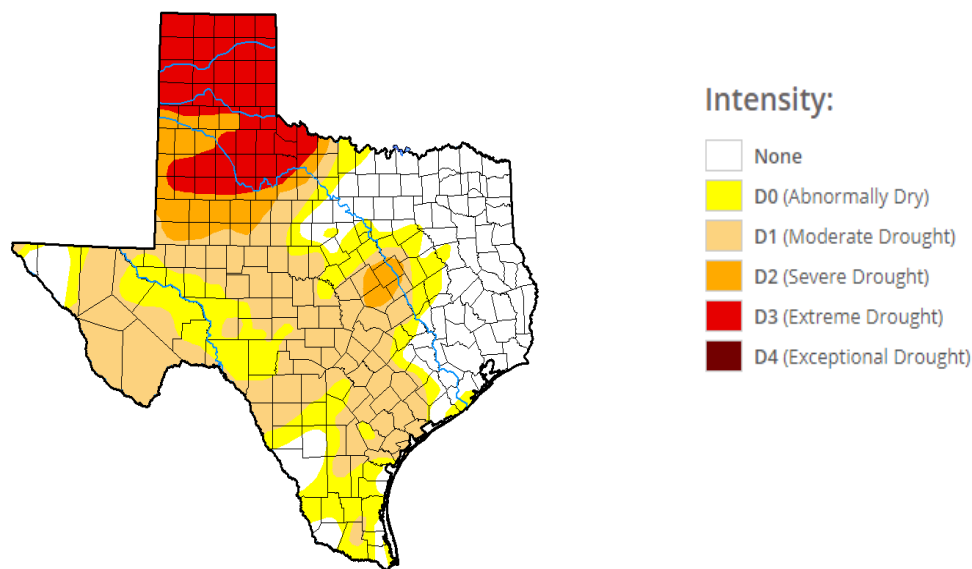 Intensity:
None
D0 (Abnormally Dry)
D1 (Moderate Drought)
D2 (Severe Drought)
D3 (Extreme Drought)
D4 (Exceptional Drought)